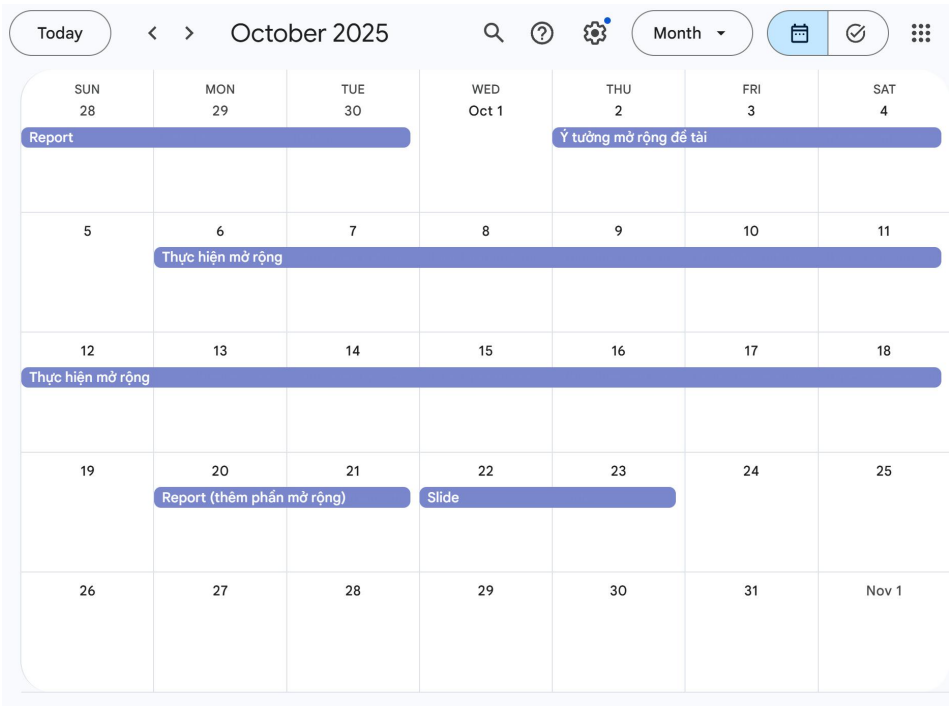 Today
October 2025
Month
SUN MON TUE WED THU FRI SAT
28 29 30 Oct 1 2 3 4
Report
Ý tưởng mở rộng đề tài
5 6 7 8 9 10 11
Thực hiện mở rộng
12 13 14 15 16 17 18
Thực hiện mở rộng
19 20 21 22 23 24 25
Report (thêm phần mở rộng)
Slide
26 27 28 29 30 31 Nov 1